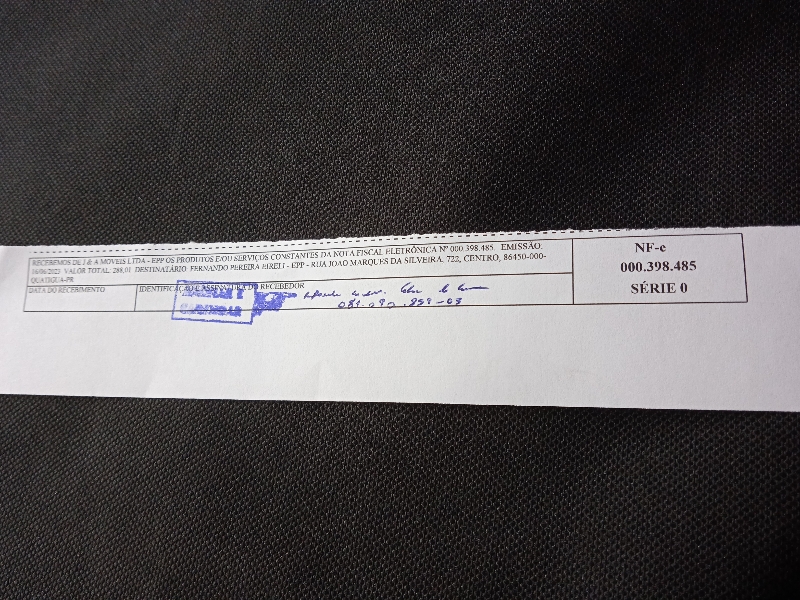 RECEBEMOS DE J & A MOVEIS LTDA - EPP OS PRODUTOS E/OU SERVIÇOS CONSTANTES DA NOTA FISCAL ELETRÔNICA Nº 000.398.485. EMISSÃO:
16/06/2023 VALOR TOTAL: 288,01 DESTINATÁRIO: FERNANDO PEREIRA EIRELI - EPP - RUA JOAO MARQUES DA SILVEIRA, 722, CENTRO, 86450-000-
QUATIGUA-PR
DATA DO RECEBIMENTO
IDENTIFICAÇÃO E ASSINATURA DO RECEBEDOR
NF-e
000.398.485
SÉRIE 0